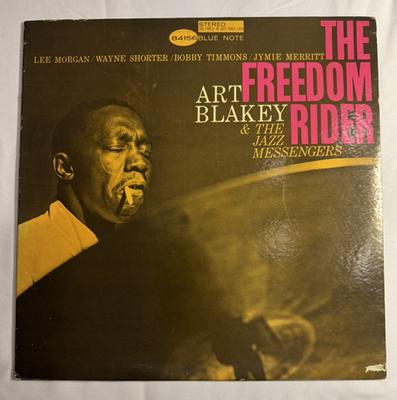 STEREO
84156 BLUE NOTE
LEE MORGAN/WAYNE SHORTER/BOBBY TIMMONS/JYMIE MERRITT
THE
FREEDOM
RIDER
ART
BLAKEY
& THE
JAZZ
MESSENGERS